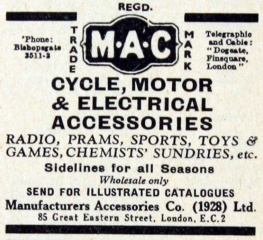 REGD.
'Phone:
Bishopsgate
3511-2
TRADE
M·A·C
MARK
Telegraphic
and Cable:
"Dogsate,
Finsquare,
London"
CYCLE, MOTOR
& ELECTRICAL
ACCESSORIES
RADIO, PRAMS, SPORTS, TOYS &
GAMES, CHEMISTS' SUNDRIES, etc.
Sidelines for all Seasons
Wholesale only
SEND FOR ILLUSTRATED CATALOGUES
Manufacturers Accessories Co. (1928) Ltd.
85 Great Eastern Street, London, E.C.2